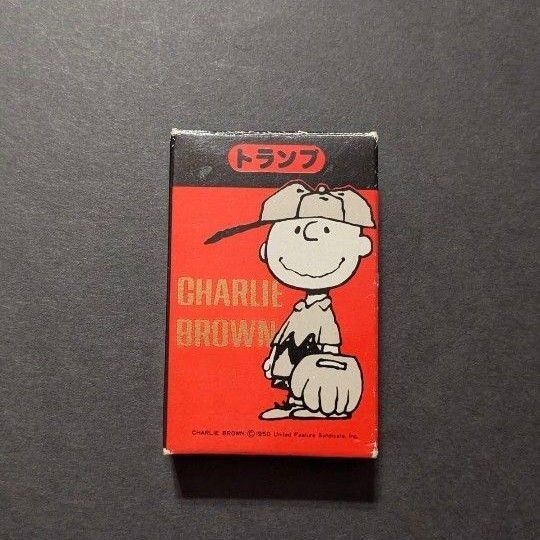 トランプ
CHARLIE
BROWN
CHARLIE BROWN © 1950 United Feature Syndicate, Inc.